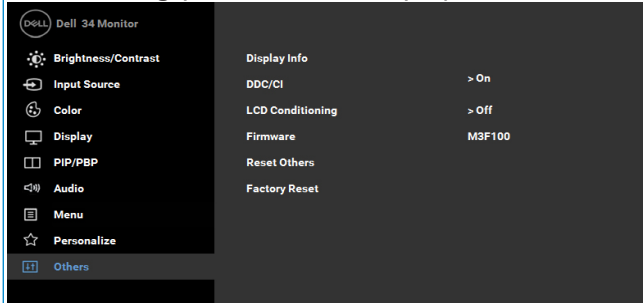 DELL Dell 34 Monitor
Brightness/Contrast
Input Source
Color
Display
PIP/PBP
Audio
Menu
Personalize
Others
Display Info
DDC/CI > On
LCD Conditioning > Off
Firmware M3F100
Reset Others
Factory Reset